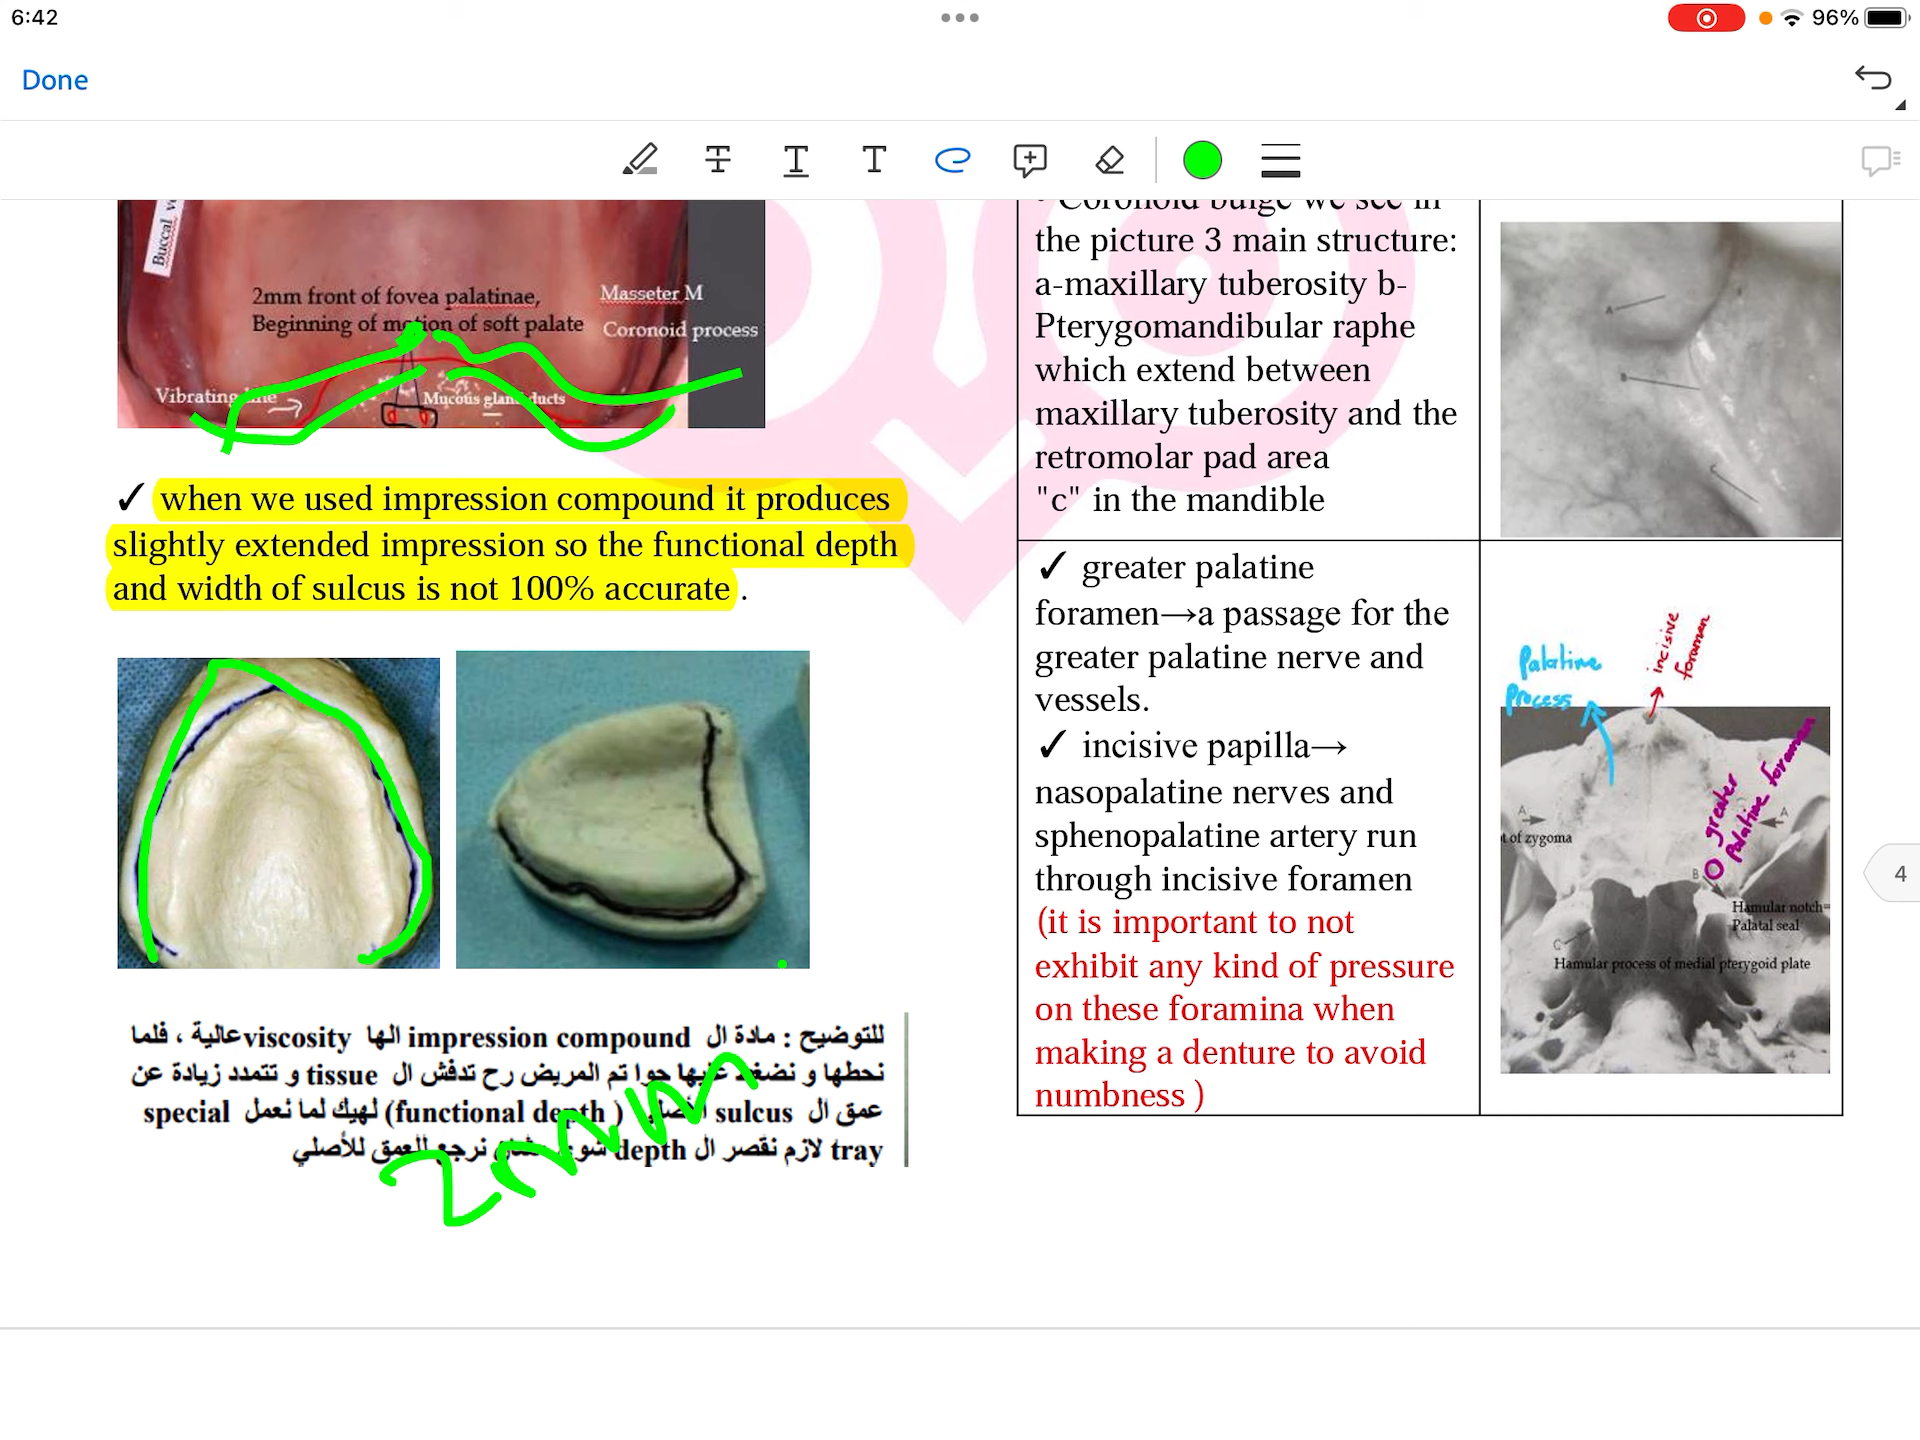 6:42
96%
Done
Buccal
2mm front of fovea palatinae,
Beginning of motion of soft palate
Masseter M
Coronoid process
Vibrating line
Mucous gland ducts
✓ when we used impression compound it produces
slightly extended impression so the functional depth
and width of sulcus is not 100% accurate .
للتوضيح : مادة ال impression compound الها viscosity عالية ، فلما
نحطها و نضغط عليها جوا تم المريض رح تدفش ال tissue و تتمدد زيادة عن
عمق ال sulcus الأصلي ( functional depth) لهيك لما نعمل special
tray لازم نقصر ال depth شوي عشان نرجع للعمق للأصلي
2mm
• Coronoid bulge we see in
the picture 3 main structure:
a-maxillary tuberosity b-
Pterygomandibular raphe
which extend between
maxillary tuberosity and the
retromolar pad area
"c" in the mandible
A
B
C
✓ greater palatine
foramen→a passage for the
greater palatine nerve and
vessels.
✓ incisive papilla→
nasopalatine nerves and
sphenopalatine artery run
through incisive foramen
(it is important to not
exhibit any kind of pressure
on these foramina when
making a denture to avoid
numbness )
Palatine
Process
incisive
foramen
greater
Palatine foramen
A
A
t of zygoma
B
Hamular notch=
Palatal seal
C
Hamular process of medial pterygoid plate
4